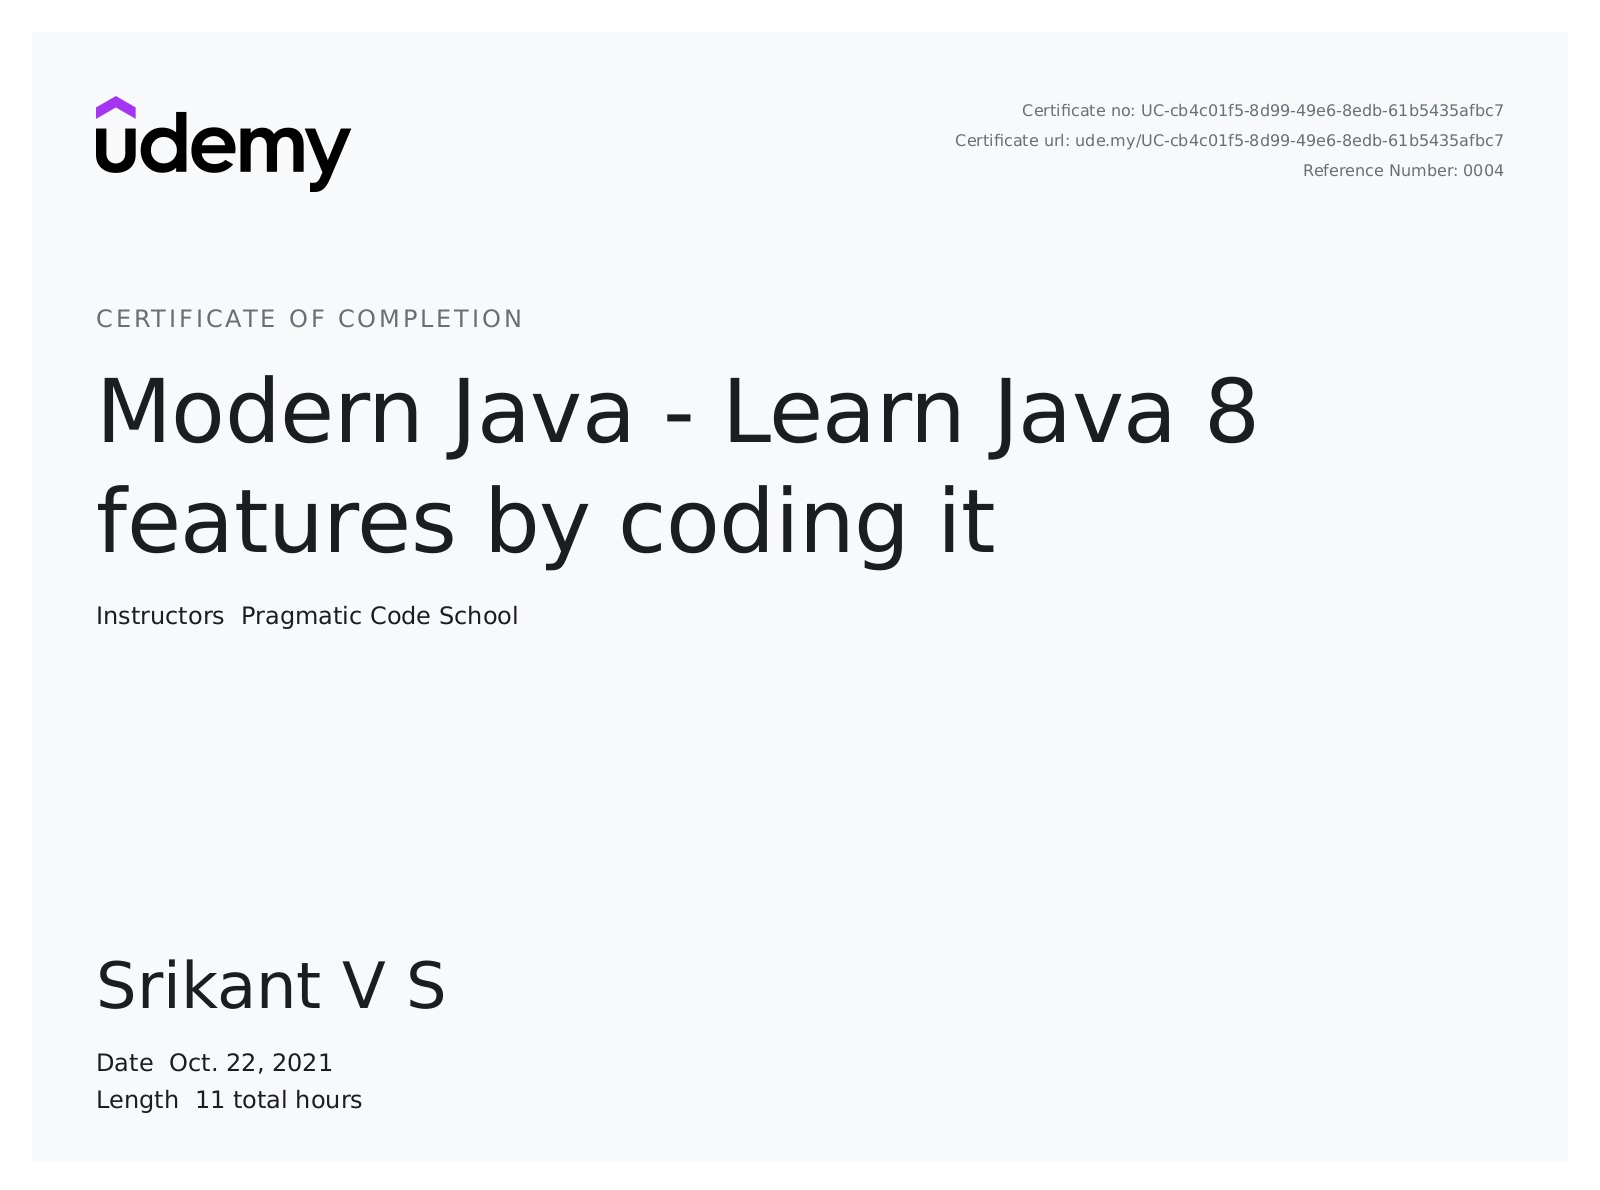 udemy
Certificate no: UC-cb4c01f5-8d99-49e6-8edb-61b5435afbc7
Certificate url: ude.my/UC-cb4c01f5-8d99-49e6-8edb-61b5435afbc7
Reference Number: 0004
CERTIFICATE OF COMPLETION
Modern Java - Learn Java 8
features by coding it
Instructors Pragmatic Code School
Srikant V S
Date Oct. 22, 2021
Length 11 total hours